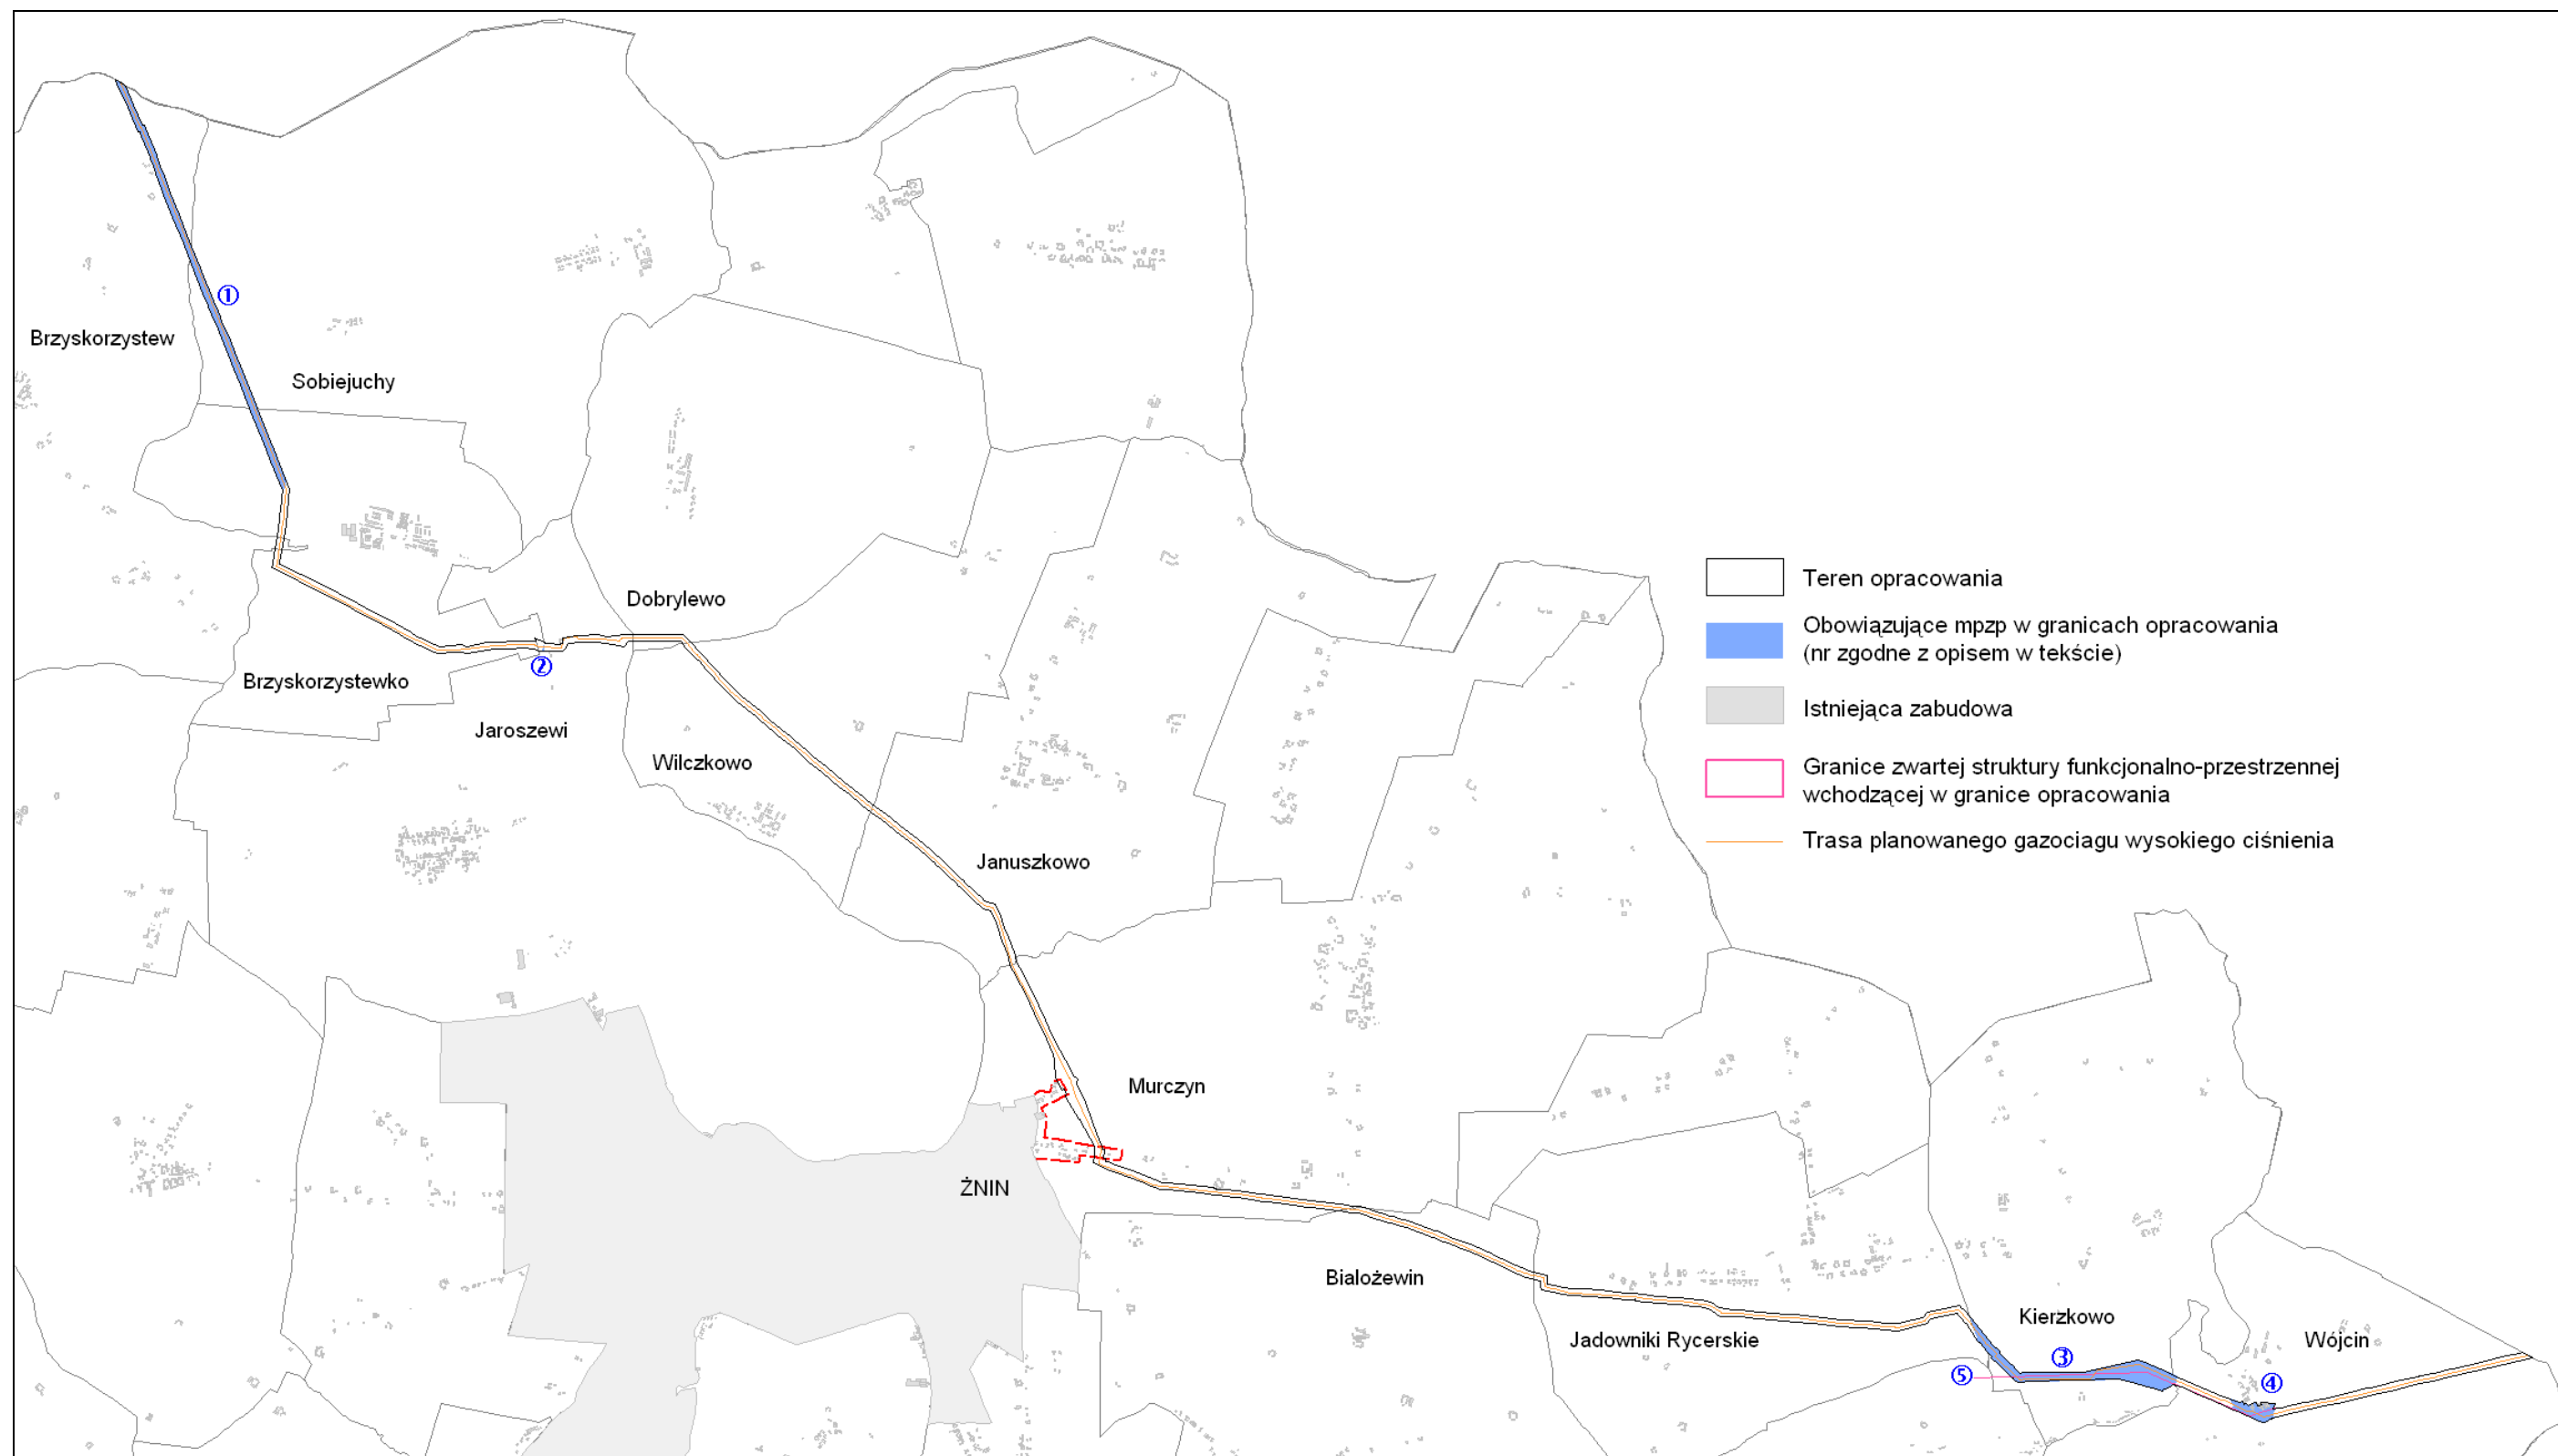 ①
Brzyskorzystew
Sobiejuchy
Teren opracowania
Dobrylewo
Obowiązujące mpzp w granicach opracowania
(nr zgodne z opisem w tekście)
②
Brzyskorzystewko
Istniejąca zabudowa
Jaroszewi
Wilczkowo
Granice zwartej struktury funkcjonalno-przestrzennej
wchodzącej w granice opracowania
Trasa planowanego gazociagu wysokiego ciśnienia
Januszkowo
Murczyn
ŻNIN
Bialożewin
Kierzkowo
Jadowniki Rycerskie
Wójcin
③
⑤
④